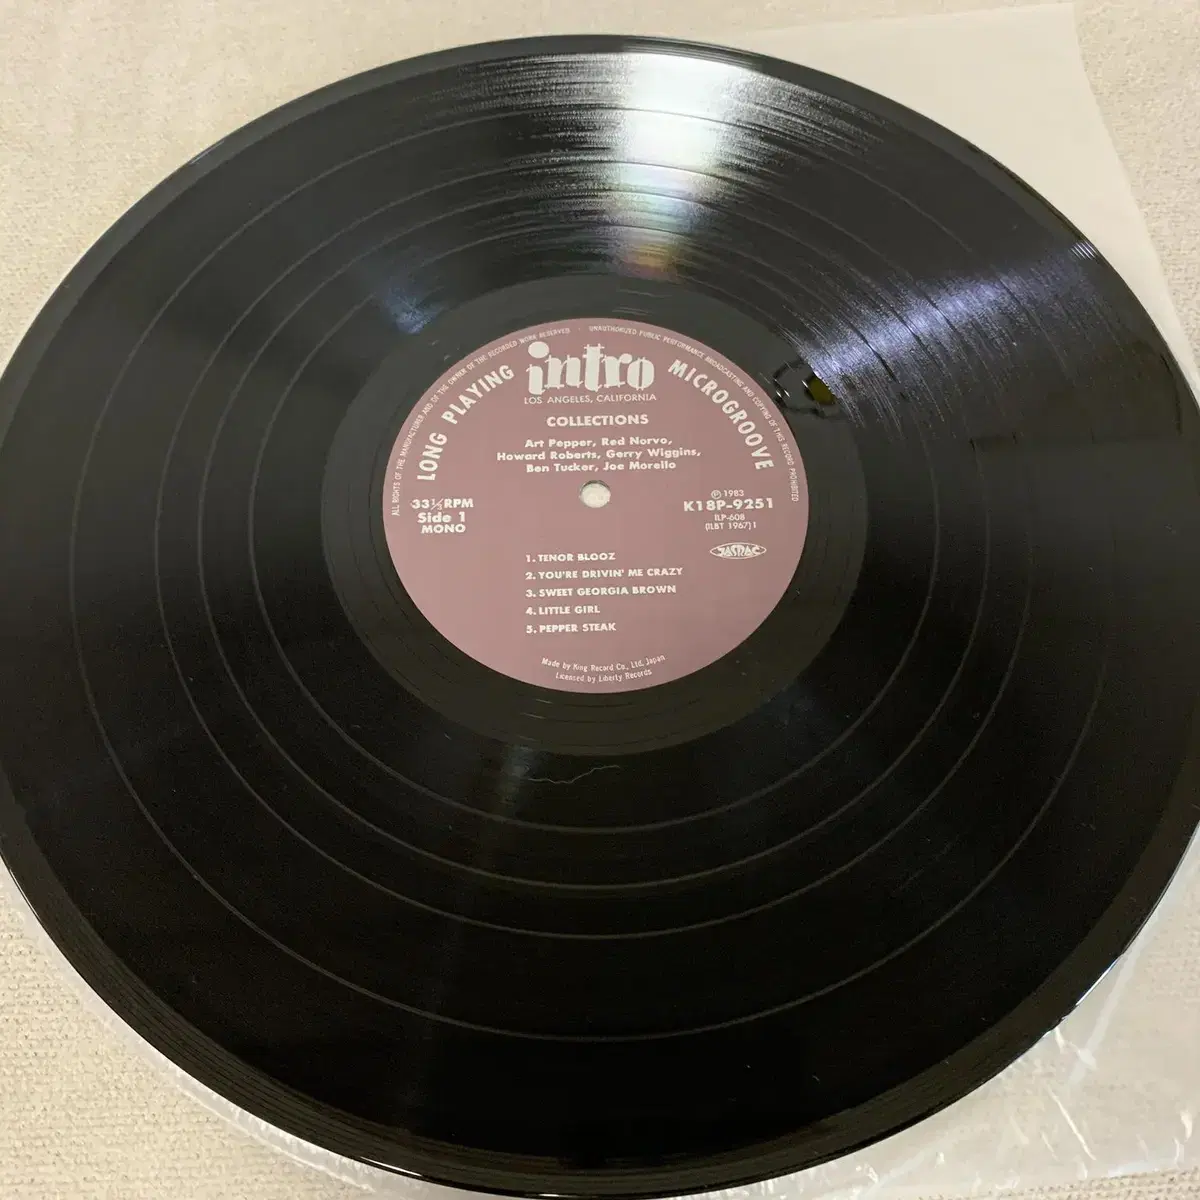 ALL RIGHTS OF THE MANUFACTURER AND OF THE OWNER OF THE RECORDED WORK RESERVED · UNAUTHORIZED PUBLIC PERFORMANCE BROADCASTING AND COPYING OF THIS RECORD PROHIBITED
LONG PLAYING
intro
MICROGROOVE
LOS ANGELES, CALIFORNIA
COLLECTIONS
Art Pepper, Red Norvo,
Howard Roberts, Gerry Wiggins,
Ben Tucker, Joe Morello
33⅓RPM
Side 1
MONO
Ⓟ 1983
K18P-9251
ILP-608
(ILBT 1967)1
JASRAC
1. TENOR BLOOZ
2. YOU'RE DRIVIN' ME CRAZY
3. SWEET GEORGIA BROWN
4. LITTLE GIRL
5. PEPPER STEAK
Made by King Record Co., Ltd. Japan
Licensed by Liberty Records